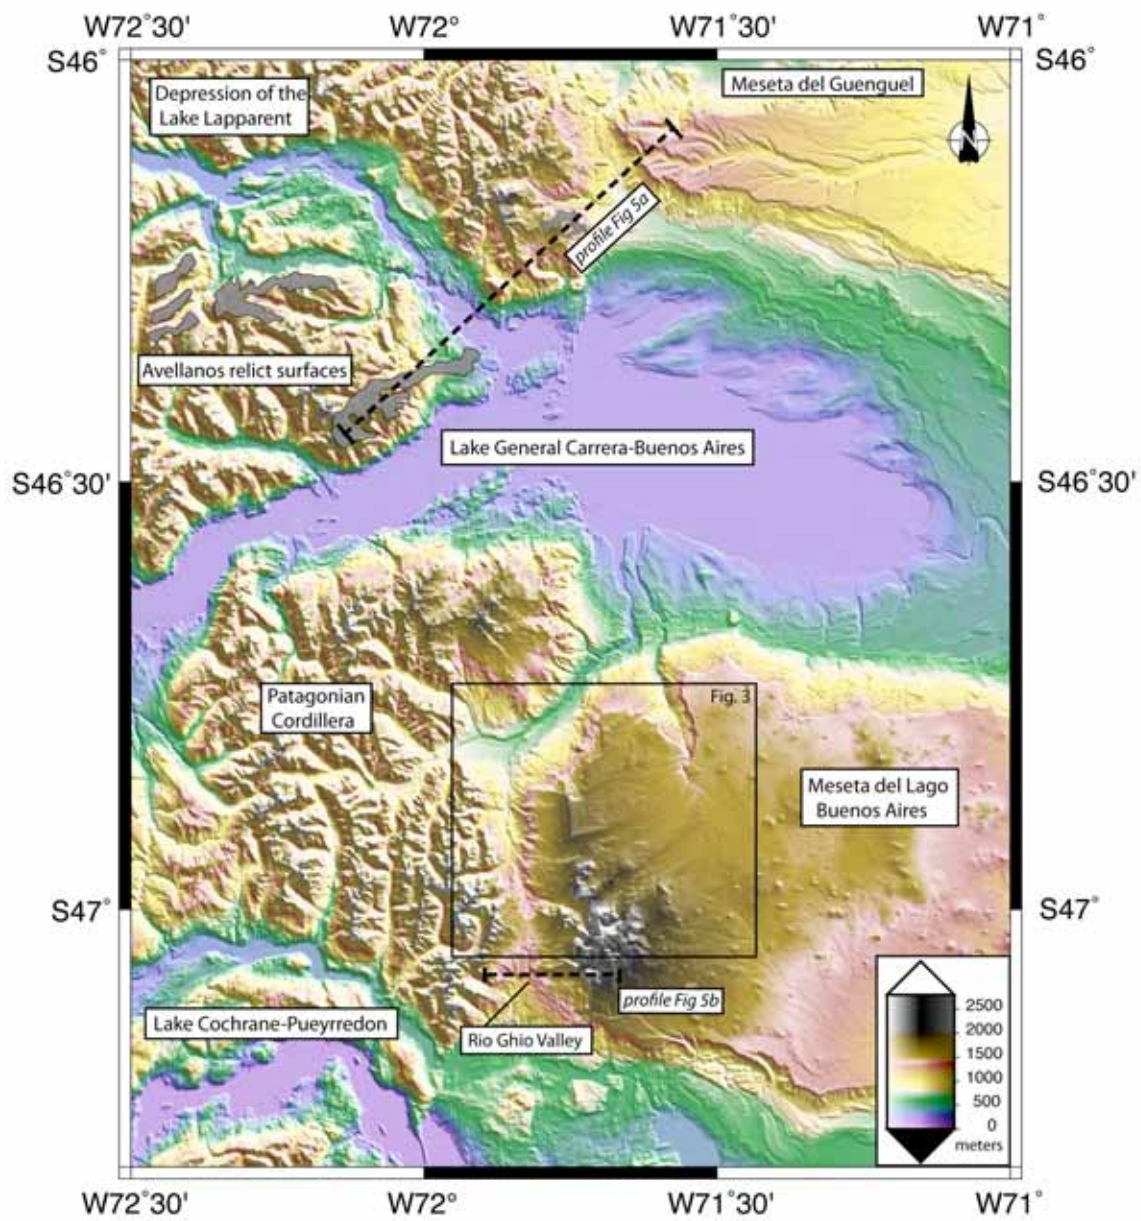 W72˚30'
W72˚
W71˚30'
W71˚
S46˚
S46˚
Depression of the
Lake Lapparent
Meseta del Guenguel
N
profile Fig 5a
Avellanos relict surfaces
Lake General Carrera-Buenos Aires
S46˚30'
S46˚30'
Patagonian
Cordillera
Fig. 3
Meseta del Lago
Buenos Aires
S47˚
S47˚
profile Fig 5b
Lake Cochrane-Pueyrredon
Rio Ghio Valley
2500
2000
1500
1000
500
0
meters
W72˚30'
W72°
W71˚30'
W71˚